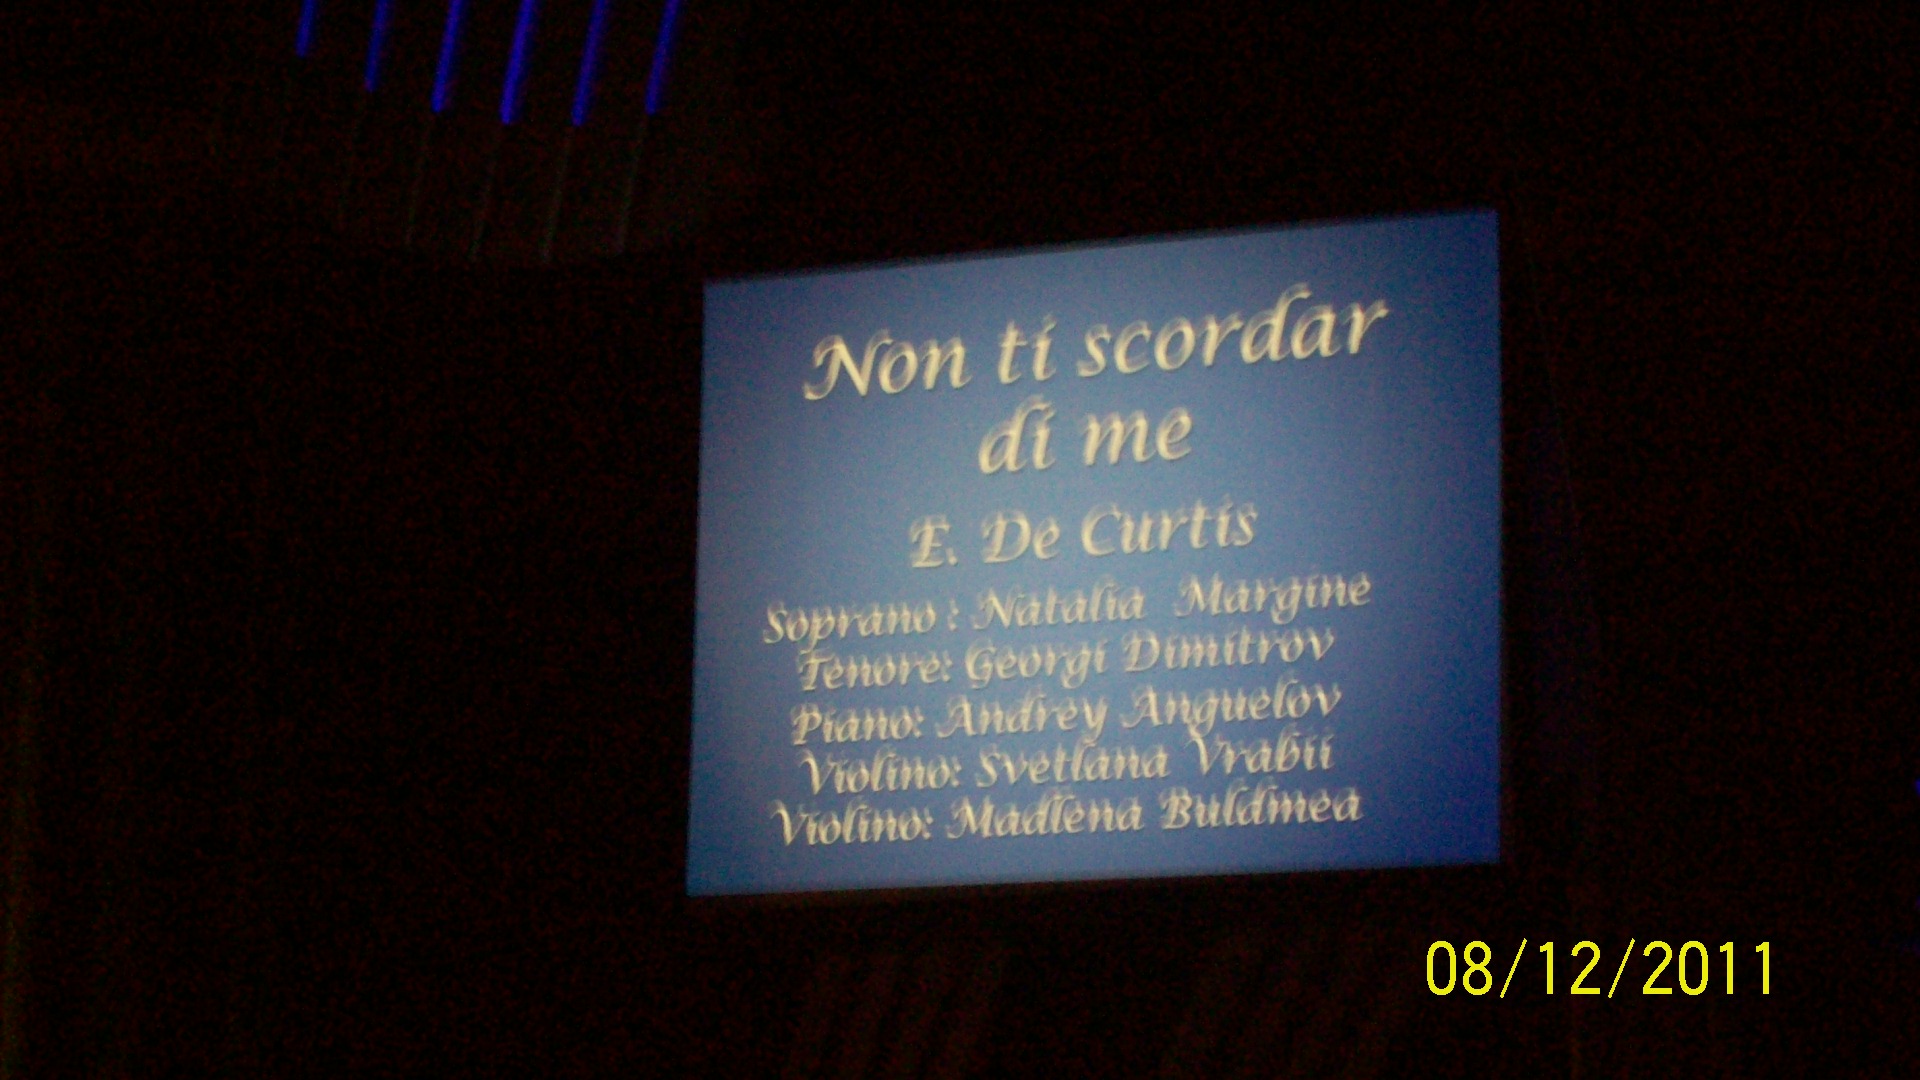 Non ti scordar
di me
E. De Curtis
Soprano : Natalia Margine
Tenore: Georgi Dimitrov
Piano: Andrey Anguelov
Violino: Svetlana Vrabii
Violino: Madlena Buldmea
08/12/2011